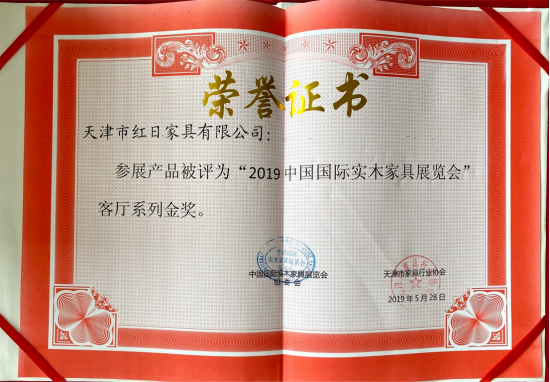 荣誉证书
天津市红日家具有限公司：
参展产品被评为“2019中国国际实木家具展览会”
客厅系列金奖。
中国国际实木家具展览会
组委会
天津市家具行业协会
2019年5月28日